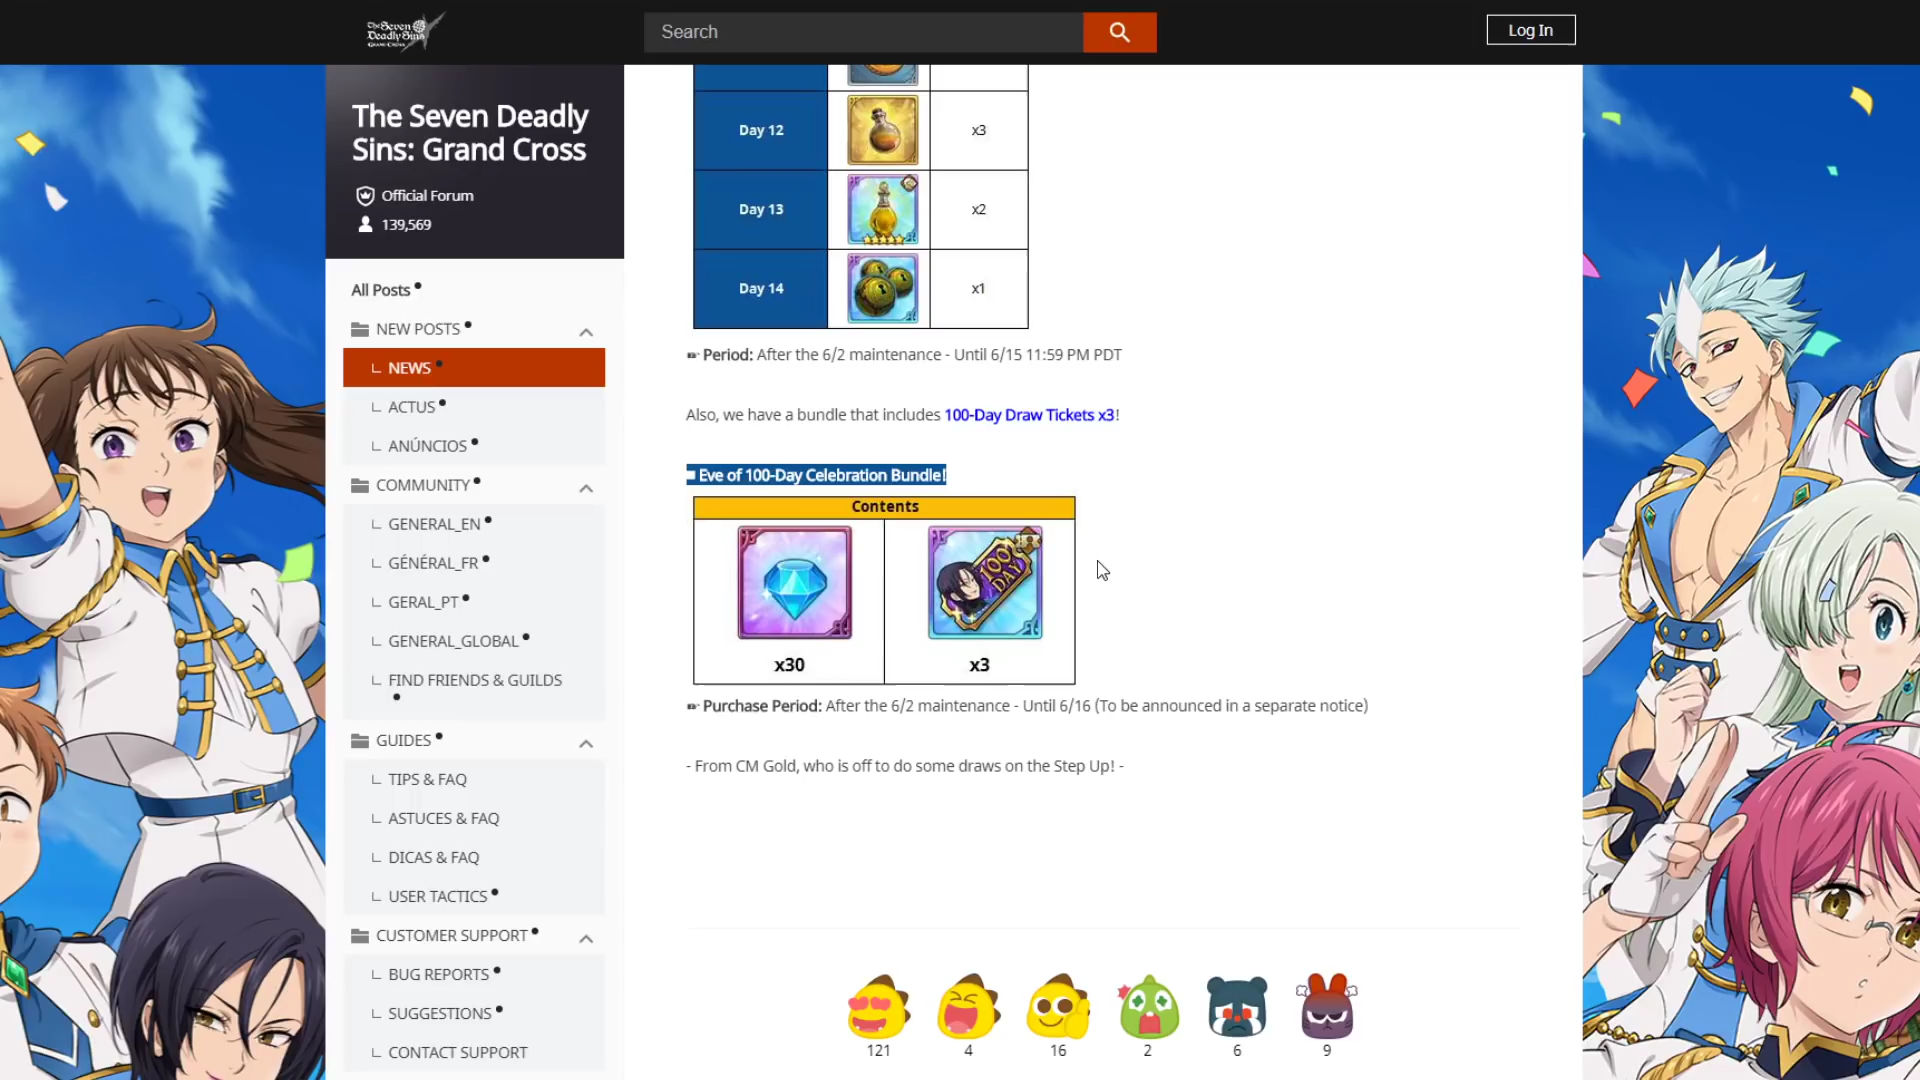 The Seven
Deadly Sins
GRAND CROSS
Search
Log In
The Seven Deadly
Sins: Grand Cross
Official Forum
139,569
All Posts
NEW POSTS
NEWS
ACTUS
ANÚNCIOS
COMMUNITY
GENERAL_EN
GÉNÉRAL_FR
GERAL_PT
GENERAL_GLOBAL
FIND FRIENDS & GUILDS
GUIDES
TIPS & FAQ
ASTUCES & FAQ
DICAS & FAQ
USER TACTICS
CUSTOMER SUPPORT
BUG REPORTS
SUGGESTIONS
CONTACT SUPPORT
Day 12 x3
Day 13 x2
Day 14 x1
Period: After the 6/2 maintenance - Until 6/15 11:59 PM PDT
Also, we have a bundle that includes 100-Day Draw Tickets x3!
■ Eve of 100-Day Celebration Bundle!
Contents
100
DAY
x30 x3
Purchase Period: After the 6/2 maintenance - Until 6/16 (To be announced in a separate notice)
- From CM Gold, who is off to do some draws on the Step Up! -
121 4 16 2 6 9